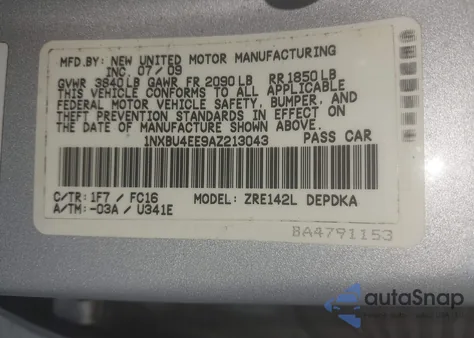 MFD.BY: NEW UNITED MOTOR MANUFACTURING
INC. 07/09
GVWR 3840 LB GAWR FR 2090 LB RR 1850 LB
THIS VEHICLE CONFORMS TO ALL APPLICABLE
FEDERAL MOTOR VEHICLE SAFETY, BUMPER, AND
THEFT PREVENTION STANDARDS IN EFFECT ON
THE DATE OF MANUFACTURE SHOWN ABOVE.
1NXBU4EE9AZ213043 PASS CAR
C/TR: 1F7 / FC16 MODEL: ZRE142L DEPDKA
A/TM: -03A / U341E
BA4791153
autoSnap